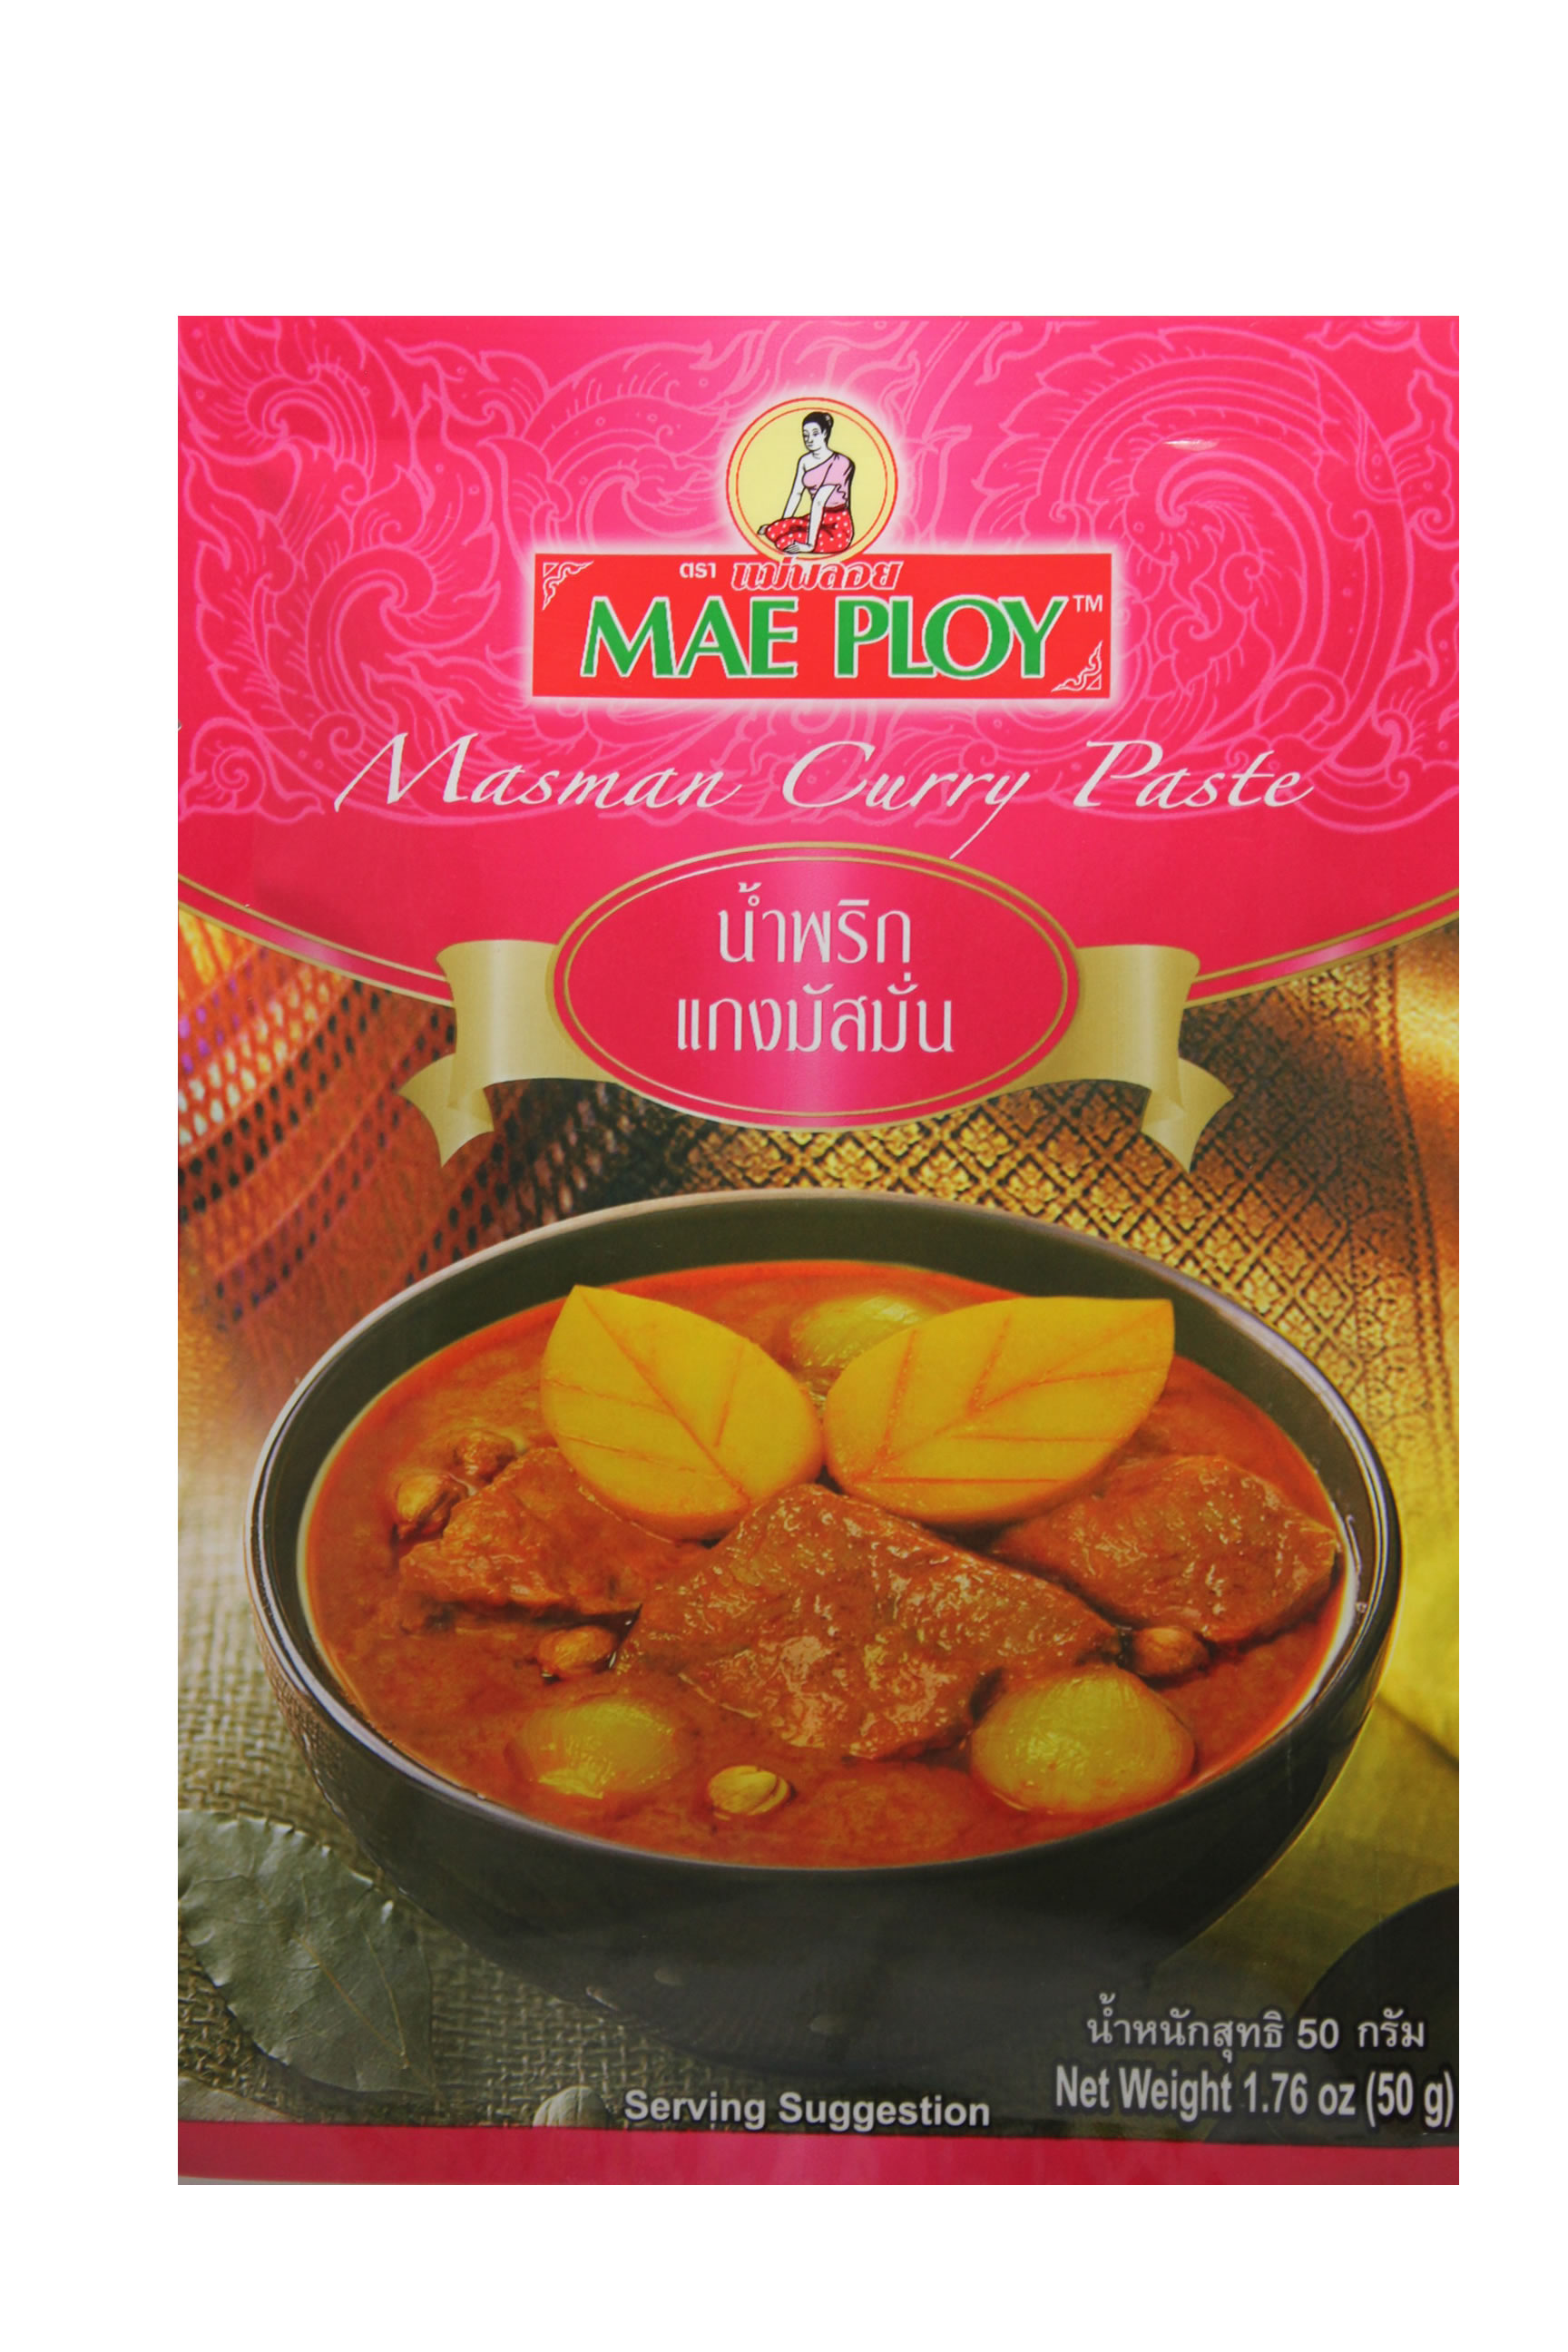 ตรา แม่พลอย
MAE PLOY™
Masman Curry Paste
น้ำพริก
แกงมัสมั่น
น้ำหนักสุทธิ 50 กรัม
Net Weight 1.76 oz (50 g)
Serving Suggestion